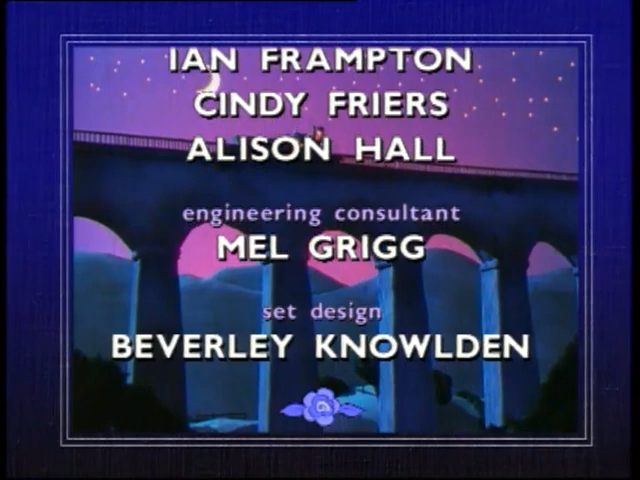 IAN FRAMPTON
CINDY FRIERS
ALISON HALL
engineering consultant
MEL GRIGG
set design
BEVERLEY KNOWLDEN